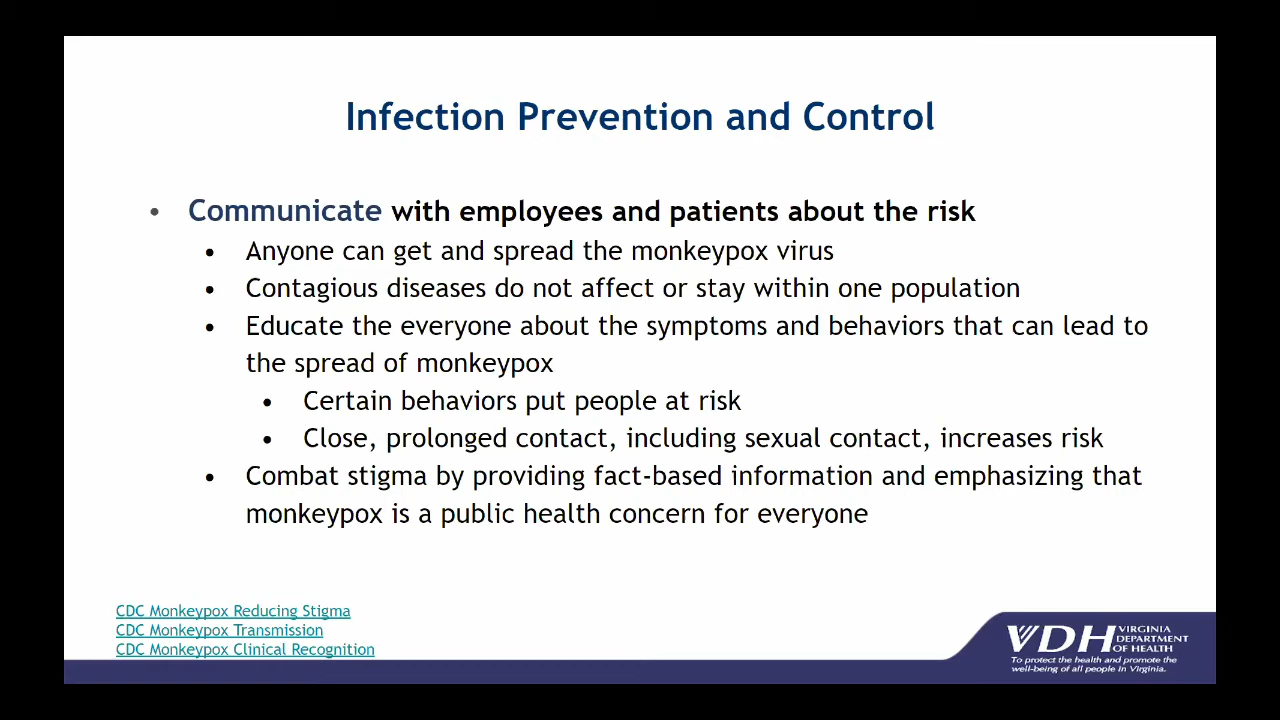 Infection Prevention and Control
• Communicate with employees and patients about the risk
• Anyone can get and spread the monkeypox virus
• Contagious diseases do not affect or stay within one population
• Educate the everyone about the symptoms and behaviors that can lead to
the spread of monkeypox
• Certain behaviors put people at risk
• Close, prolonged contact, including sexual contact, increases risk
• Combat stigma by providing fact-based information and emphasizing that
monkeypox is a public health concern for everyone
CDC Monkeypox Reducing Stigma
CDC Monkeypox Transmission
CDC Monkeypox Clinical Recognition
VDH VIRGINIA
DEPARTMENT
OF HEALTH
To protect the health and promote the
well-being of all people in Virginia.